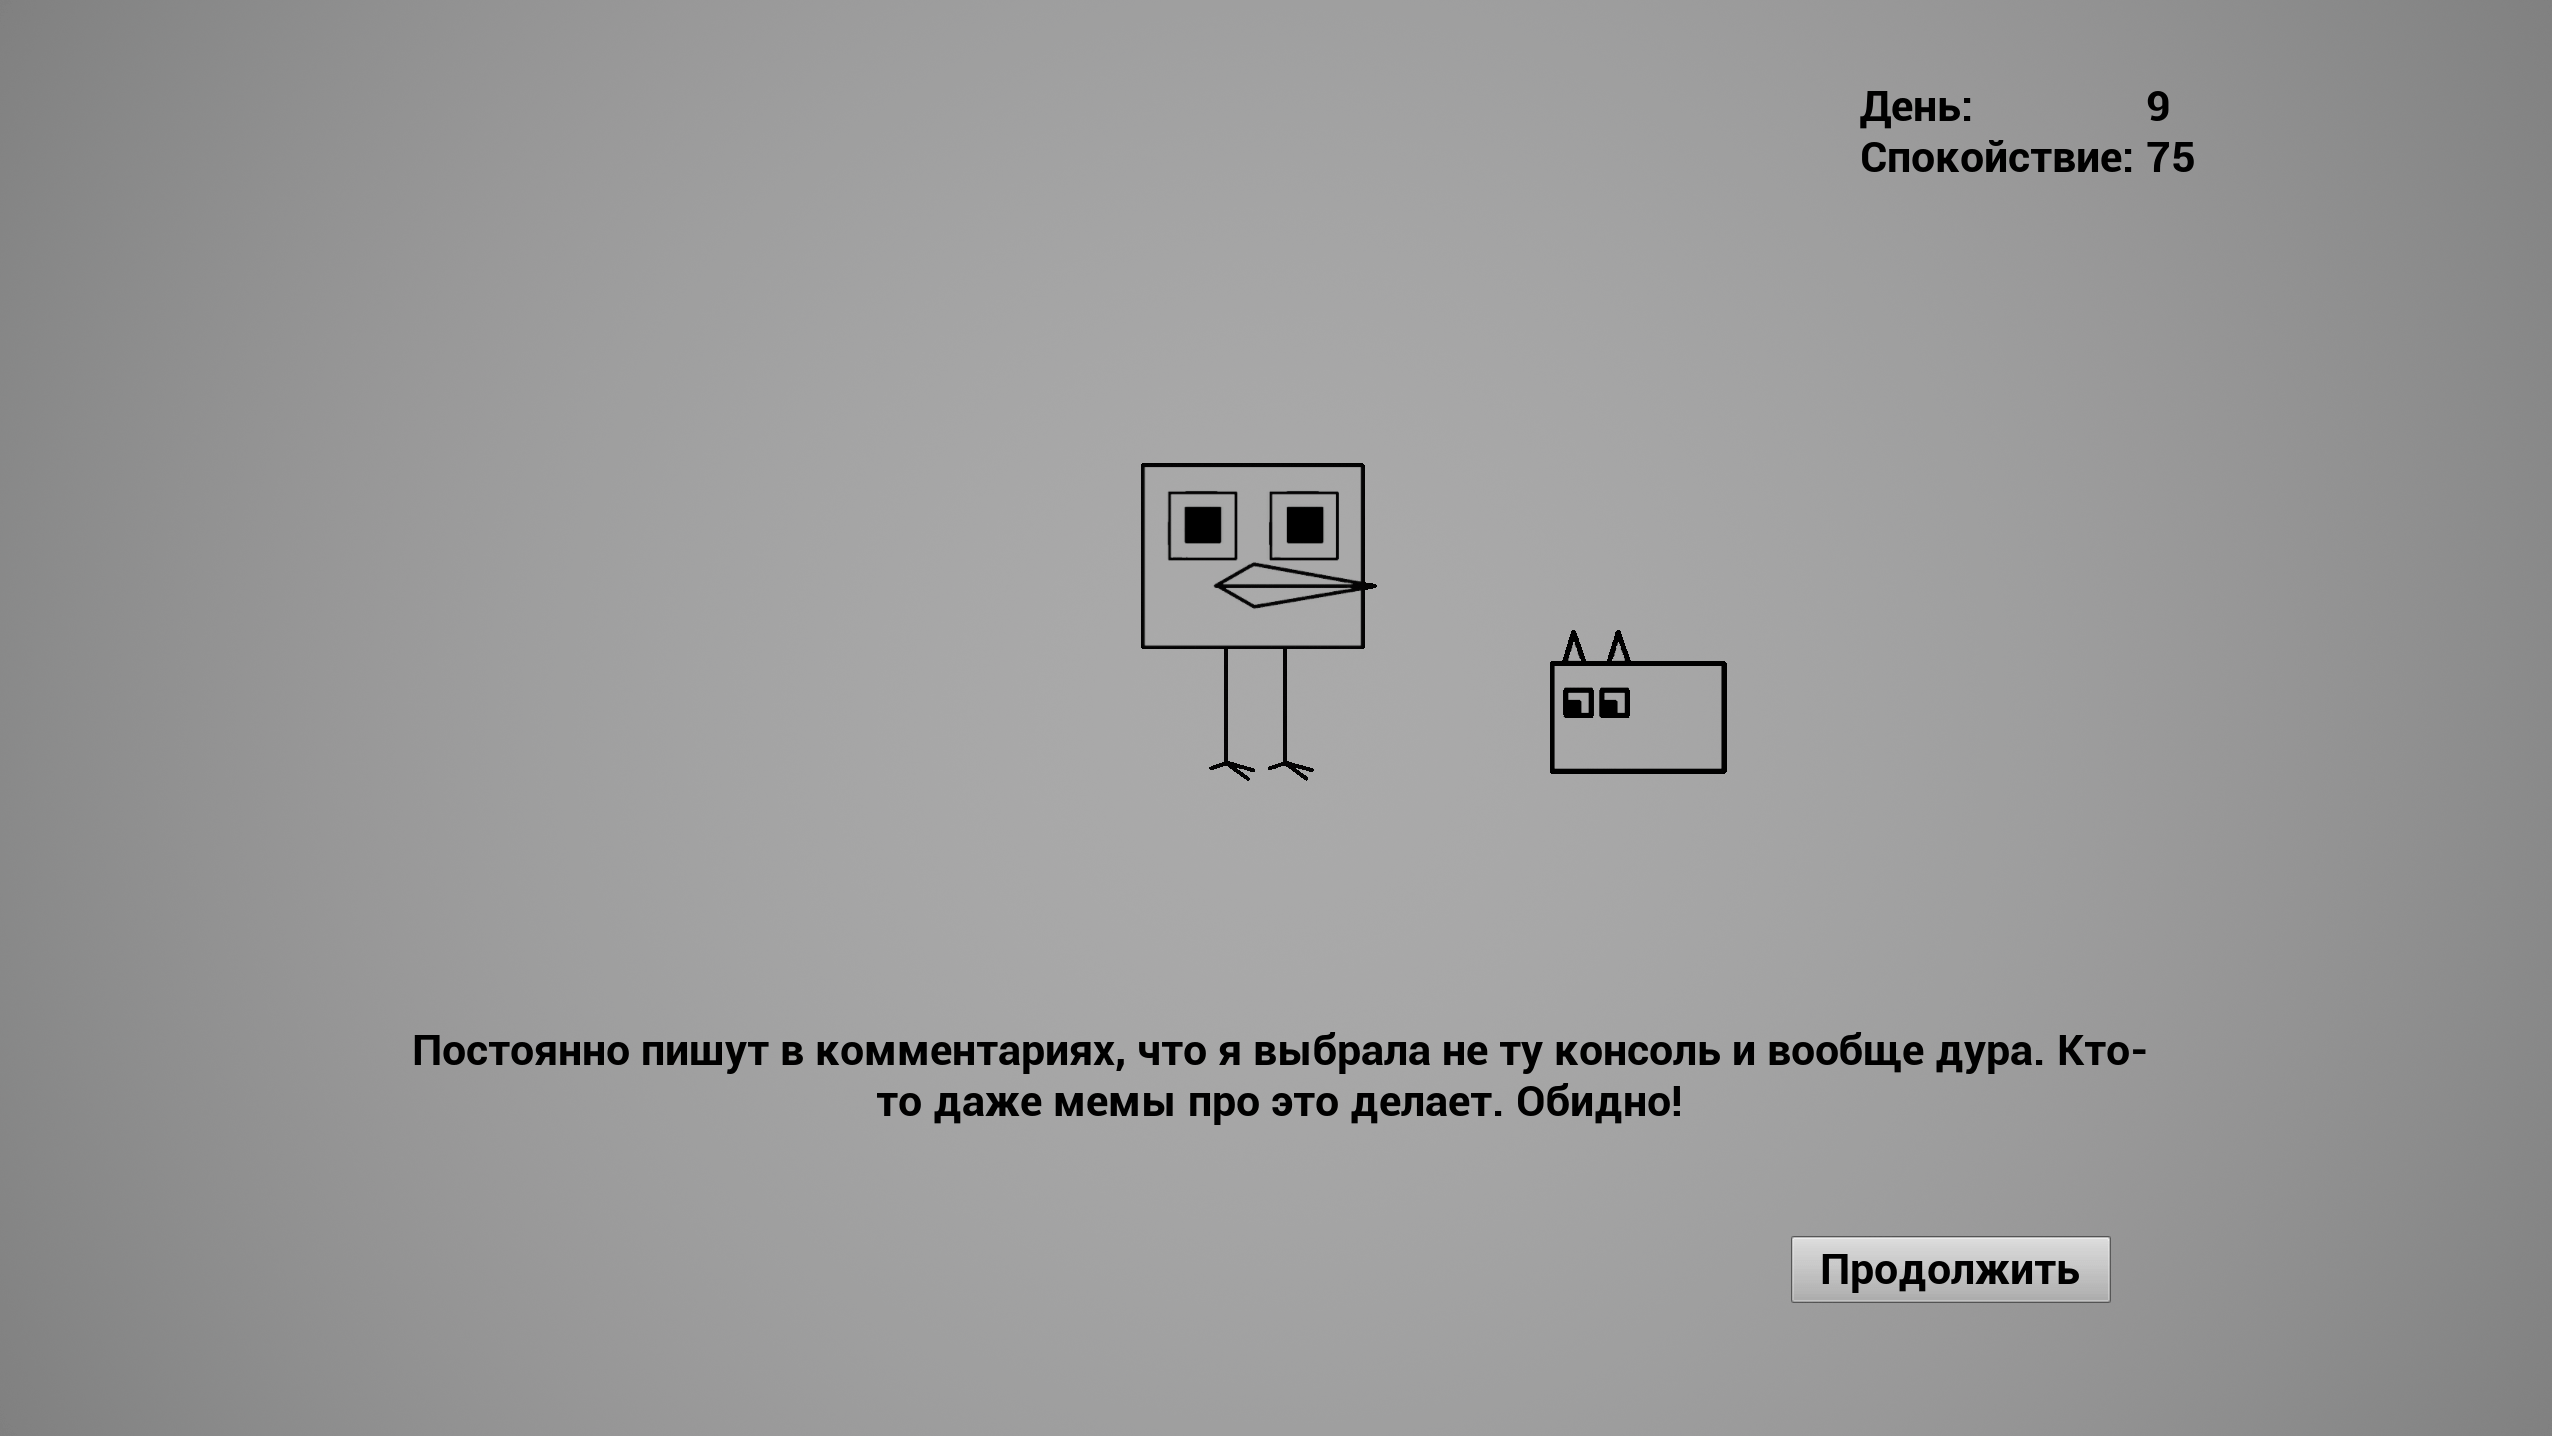 День: 9
Спокойствие: 75
Постоянно пишут в комментариях, что я выбрала не ту консоль и вообще дура. Кто-
то даже мемы про это делает. Обидно!
Продолжить